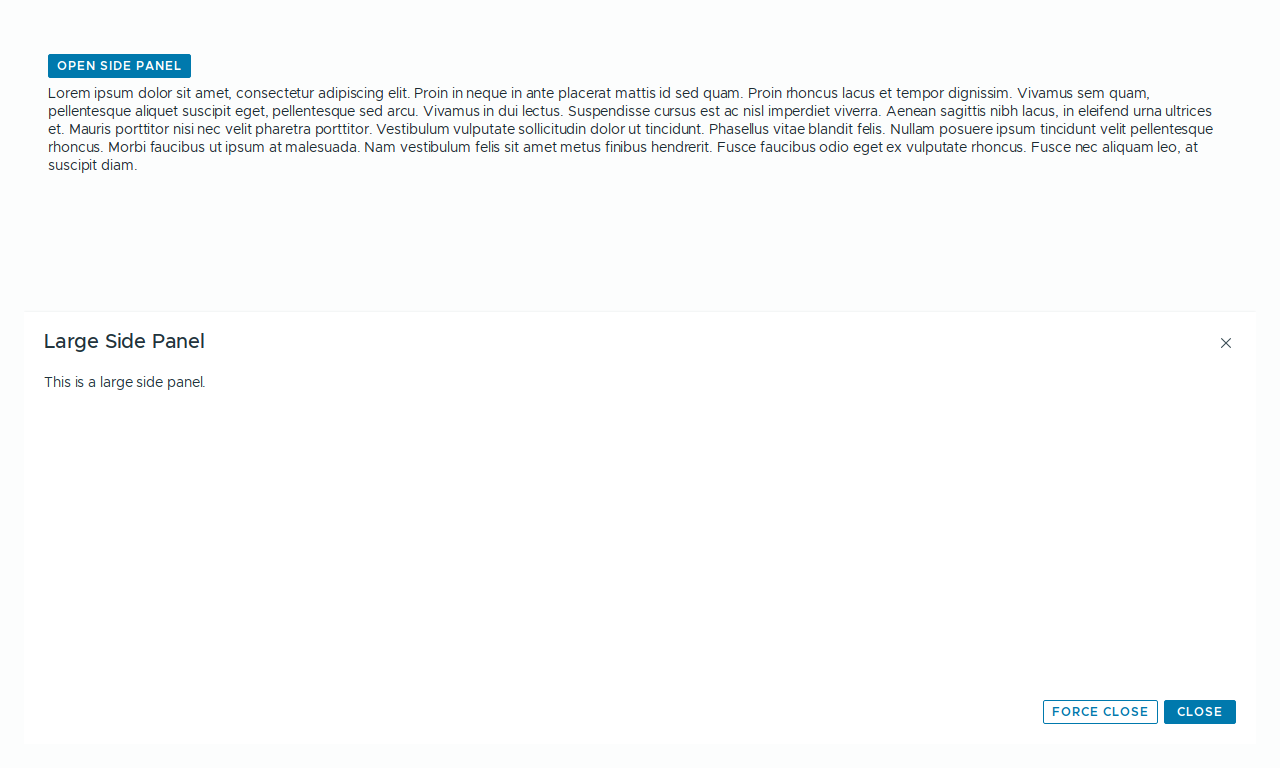 OPEN SIDE PANEL
Lorem ipsum dolor sit amet, consectetur adipiscing elit. Proin in neque in ante placerat mattis id sed quam. Proin rhoncus lacus et tempor dignissim. Vivamus sem quam,
pellentesque aliquet suscipit eget, pellentesque sed arcu. Vivamus in dui lectus. Suspendisse cursus est ac nisl imperdiet viverra. Aenean sagittis nibh lacus, in eleifend urna ultrices
et. Mauris porttitor nisi nec velit pharetra porttitor. Vestibulum vulputate sollicitudin dolor ut tincidunt. Phasellus vitae blandit felis. Nullam posuere ipsum tincidunt velit pellentesque
rhoncus. Morbi faucibus ut ipsum at malesuada. Nam vestibulum felis sit amet metus finibus hendrerit. Fusce faucibus odio eget ex vulputate rhoncus. Fusce nec aliquam leo, at
suscipit diam.
Large Side Panel
This is a large side panel.
FORCE CLOSE
CLOSE